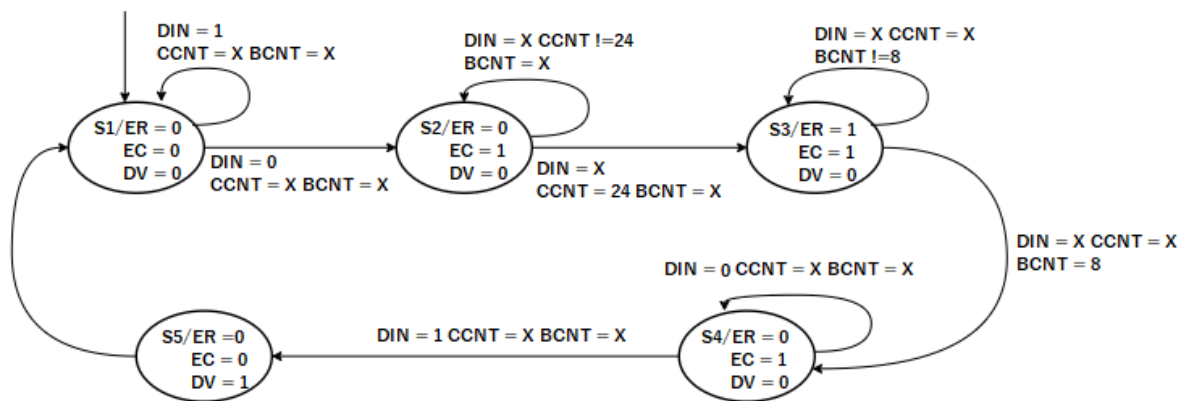 DIN = 1
CCNT = X BCNT = X
DIN = X CCNT !=24
BCNT = X
DIN = X CCNT = X
BCNT !=8
S1/ER = 0
EC = 0
DV = 0
DIN = 0
CCNT = X BCNT = X
S2/ER = 0
EC = 1
DV = 0
DIN = X
CCNT = 24 BCNT = X
S3/ER = 1
EC = 1
DV = 0
DIN = X CCNT = X
BCNT = 8
DIN = 0 CCNT = X BCNT = X
S4/ER = 0
EC = 1
DV = 0
DIN = 1 CCNT = X BCNT = X
S5/ER =0
EC = 0
DV = 1